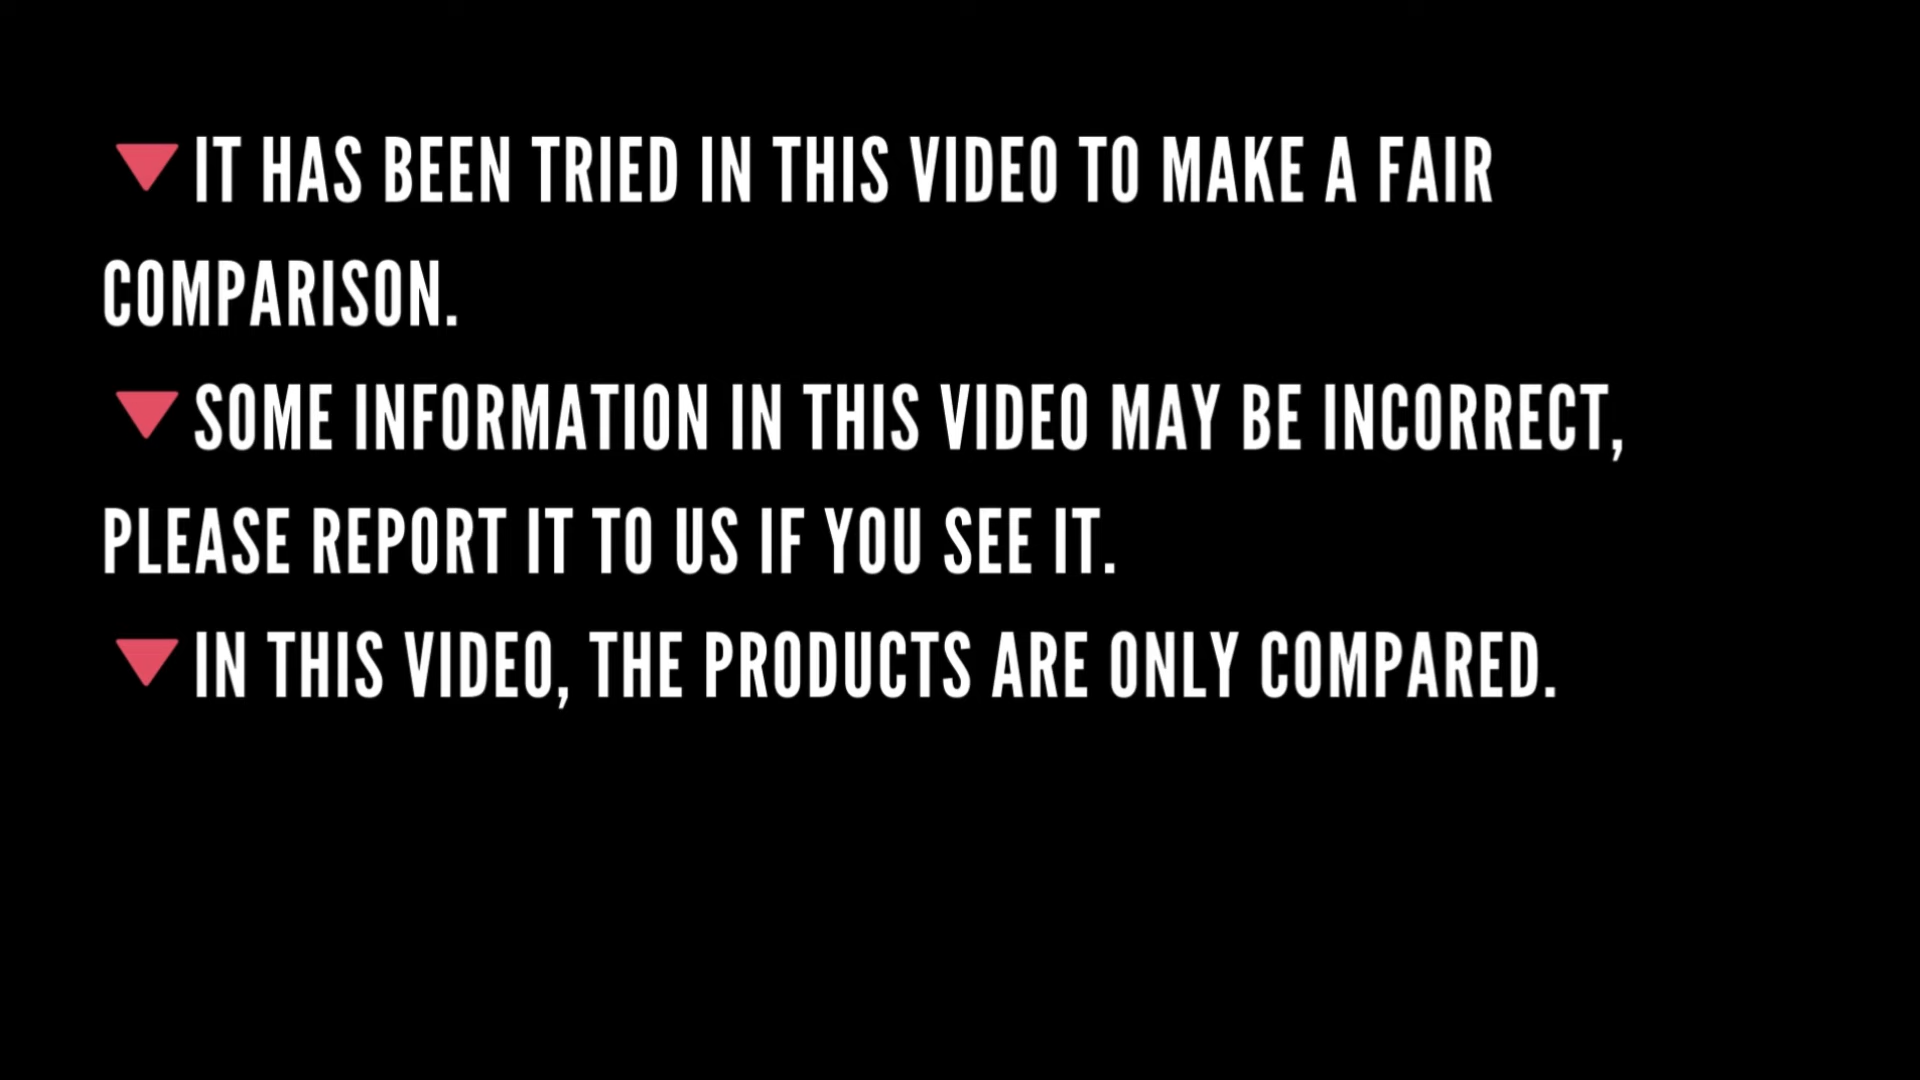 🔻IT HAS BEEN TRIED IN THIS VIDEO TO MAKE A FAIR
COMPARISON.
🔻SOME INFORMATION IN THIS VIDEO MAY BE INCORRECT,
PLEASE REPORT IT TO US IF YOU SEE IT.
🔻IN THIS VIDEO, THE PRODUCTS ARE ONLY COMPARED.